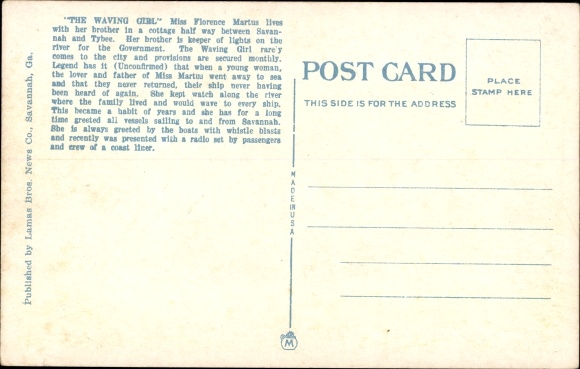 "THE WAVING GIRL" Miss Florence Martus lives
with her brother in a cottage half way between Savan-
nah and Tybee. Her brother is keeper of lights on the
river for the Government. The Waving Girl rare'y
comes to the city and provisions are secured monthly.
Legend has it (Unconfirmed) that when a young woman,
the lover and father of Miss Martus went away to sea
and that they never returned, their ship never having
been heard of again. She kept watch along the river
where the family lived and would wave to every ship.
This became a habit of years and she has for a long
time greeted all vessels sailing to and from Savannah.
She is always greeted by the boats with whistle blasts
and recently was presented with a radio set by passengers
and crew of a coast liner.
Published by Lamas Bros. News Co., Savannah, Ga.
MADE IN USA
M
POST CARD
THIS SIDE IS FOR THE ADDRESS
PLACE
STAMP HERE